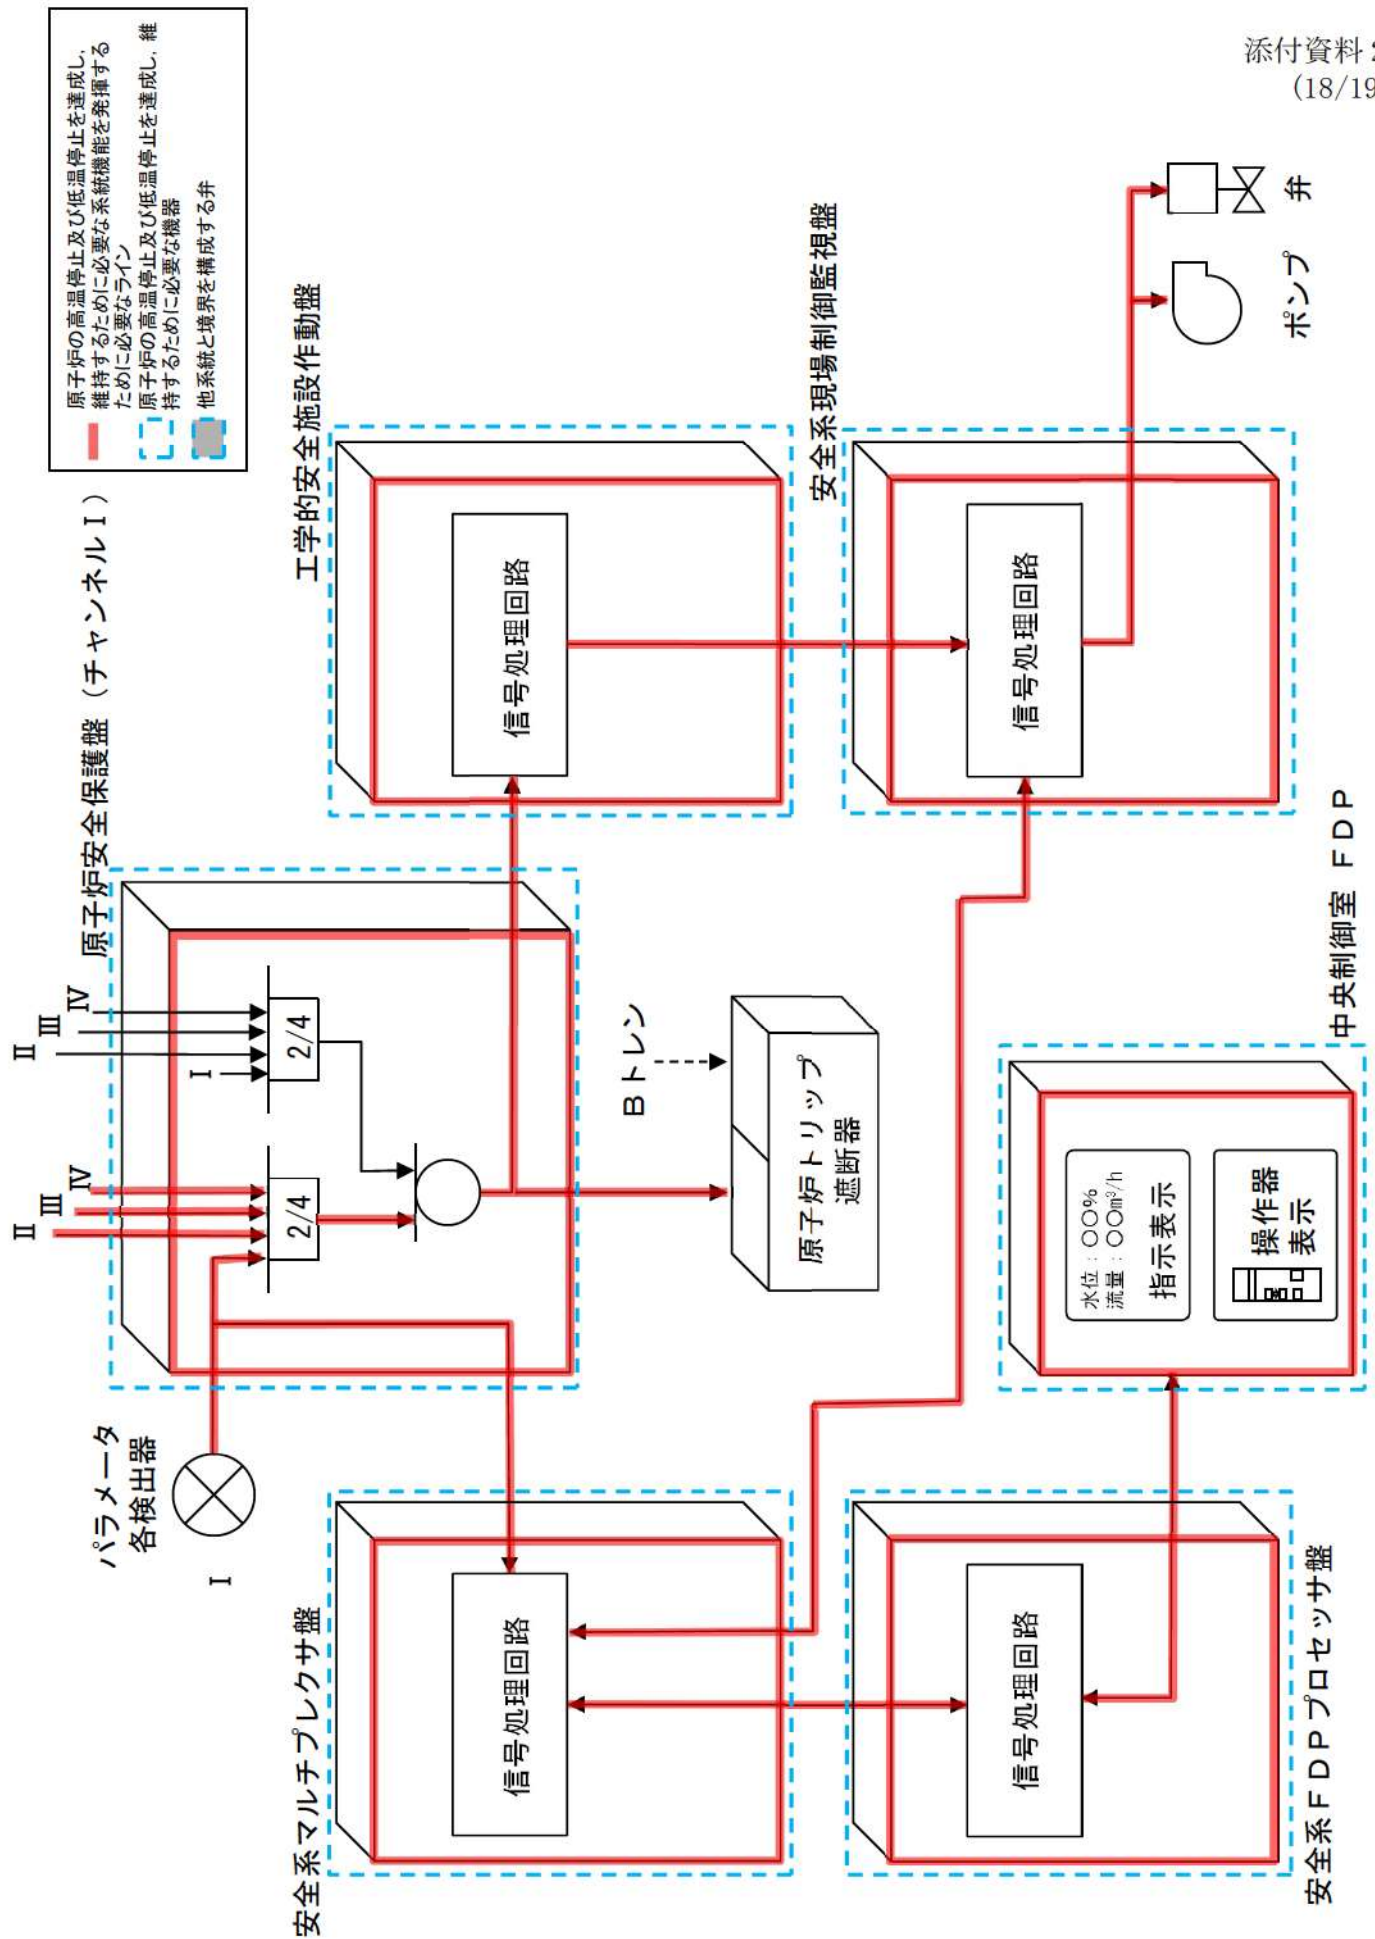 添付資料2
(18/19
原子炉の高温停止及び低温停止を達成し,
維持するために必要な系統機能を発揮する
ために必要なライン
原子炉の高温停止及び低温停止を達成し, 維
持するために必要な機器
他系統と境界を構成する弁
パラメータ
各検出器
I
原子炉安全保護盤（チャンネルI）
II
III
IV
2/4
II
III
IV
I
2/4
工学的安全施設作動盤
信号処理回路
安全系マルチプレクサ盤
信号処理回路
Bトレン
原子炉トリップ
遮断器
安全系現場制御監視盤
信号処理回路
ポンプ
弁
安全系FDPプロセッサ盤
信号処理回路
中央制御室 FDP
水位：○○%
流量：○○m³/h
指示表示
操作器
表示